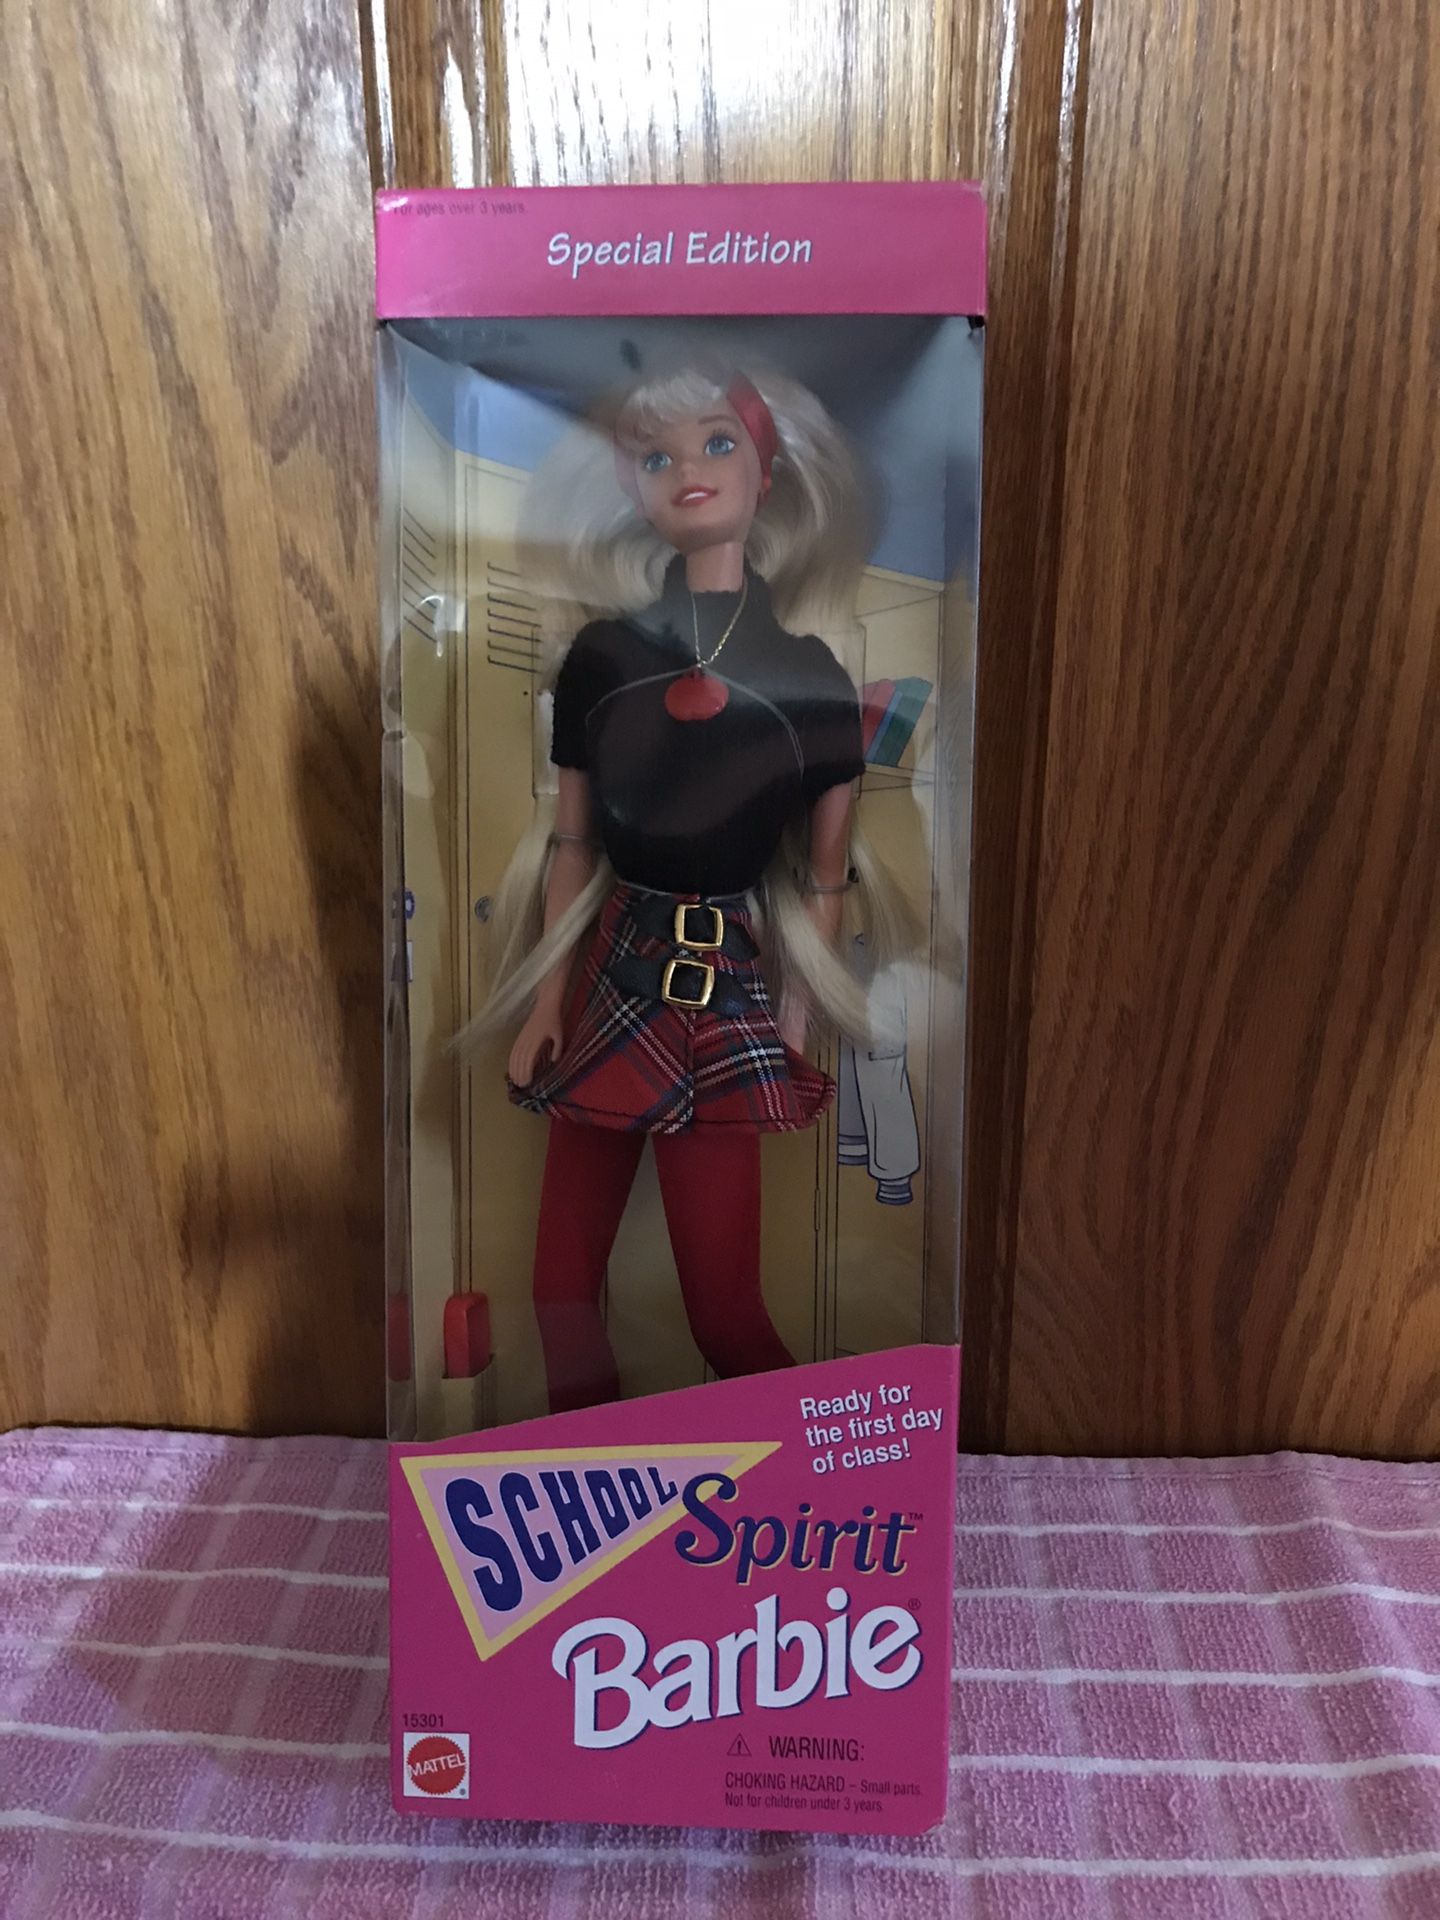 For ages over 3 years.
Special Edition
Ready for
the first day
of class!
SCHOOL
Spirit™
Barbie®
15301
MATTEL®
⚠ WARNING:
CHOKING HAZARD – Small parts.
Not for children under 3 years.